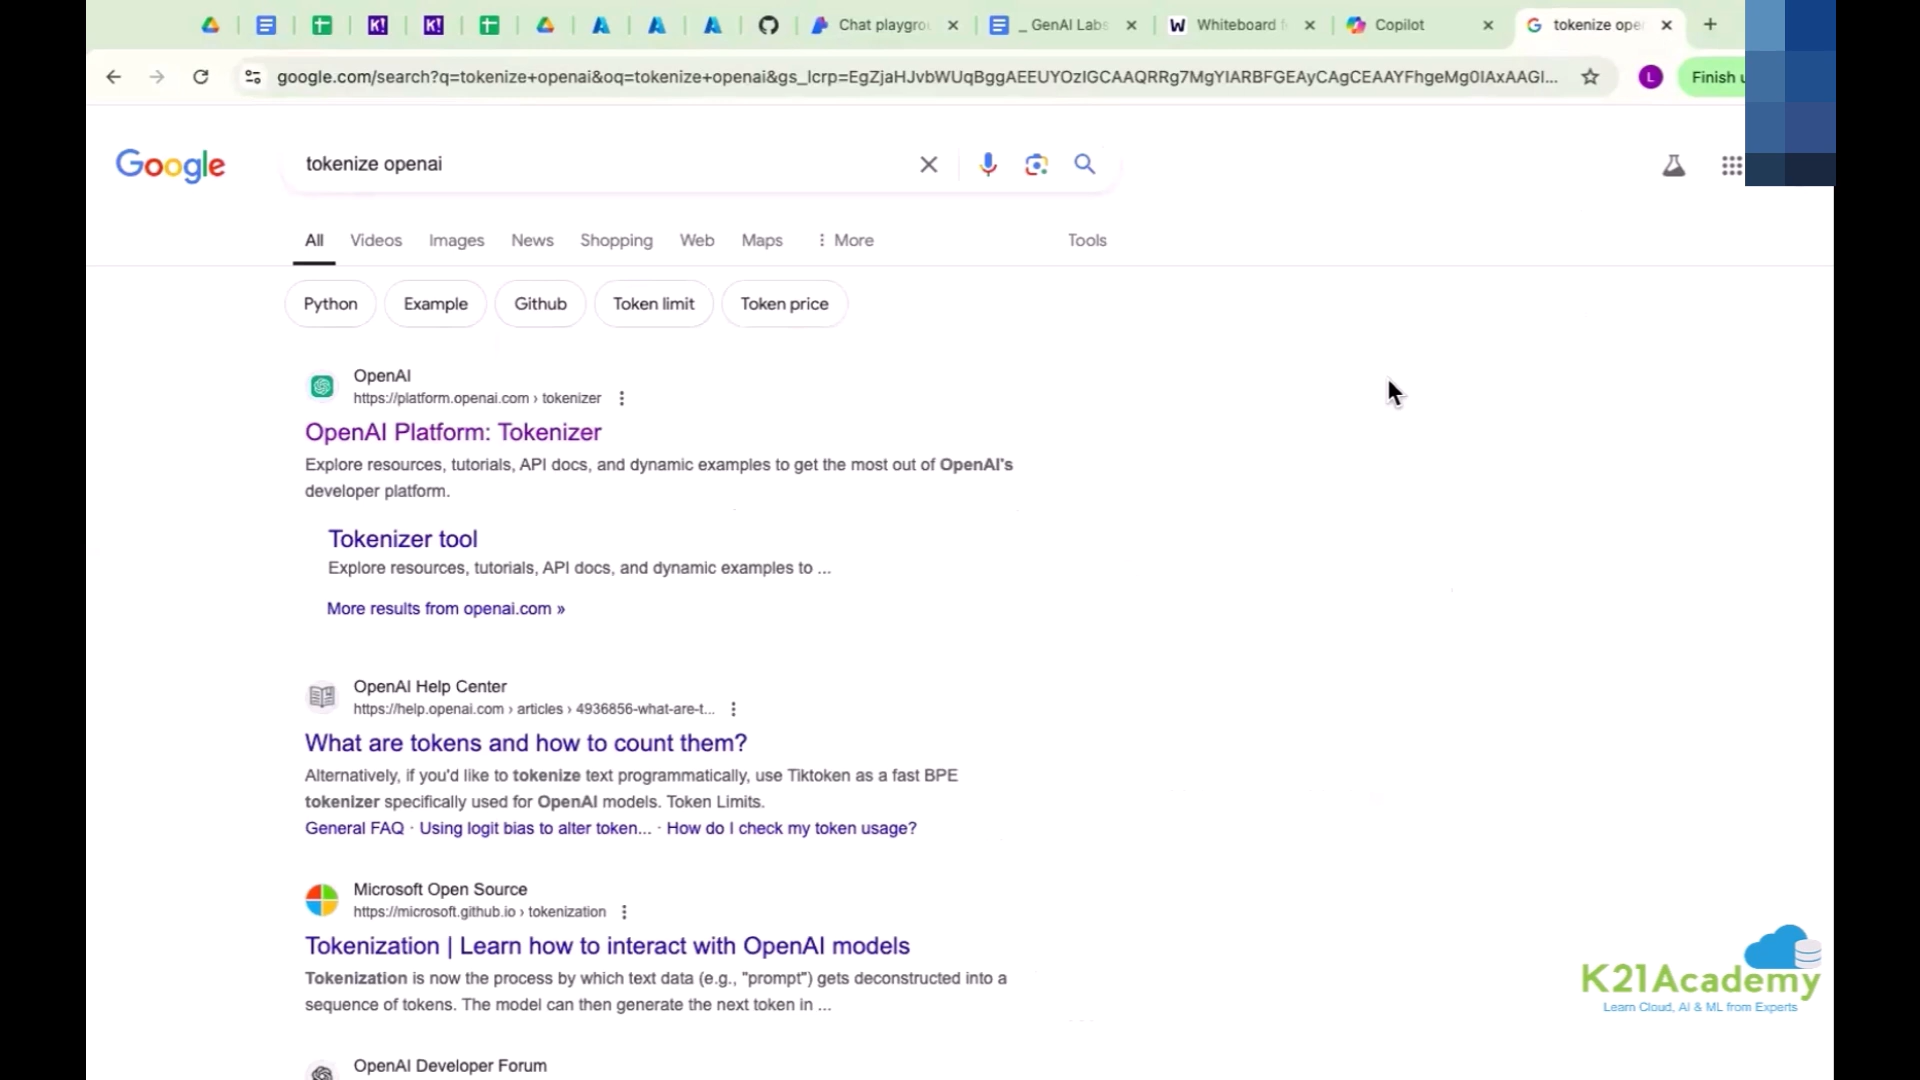 Chat playgro
_ GenAI Labs
Whiteboard f
Copilot
tokenize ope
google.com/search?q=tokenize+openai&oq=tokenize+openai&gs_lcrp=EgZjaHJvbWUqBggAEEUYOzIGCAAQRRg7MgYIARBFGEAyCAgCEAAYFhgeMg0IAxAAGI...
L
Finish u
Google
tokenize openai
All
Videos
Images
News
Shopping
Web
Maps
More
Tools
Python
Example
Github
Token limit
Token price
OpenAI
https://platform.openai.com › tokenizer
OpenAI Platform: Tokenizer
Explore resources, tutorials, API docs, and dynamic examples to get the most out of OpenAI's
developer platform.
Tokenizer tool
Explore resources, tutorials, API docs, and dynamic examples to ...
More results from openai.com »
OpenAI Help Center
https://help.openai.com › articles › 4936856-what-are-t...
What are tokens and how to count them?
Alternatively, if you'd like to tokenize text programmatically, use Tiktoken as a fast BPE
tokenizer specifically used for OpenAI models. Token Limits.
General FAQ · Using logit bias to alter token... · How do I check my token usage?
Microsoft Open Source
https://microsoft.github.io › tokenization
Tokenization | Learn how to interact with OpenAI models
Tokenization is now the process by which text data (e.g., "prompt") gets deconstructed into a
sequence of tokens. The model can then generate the next token in ...
K21Academy
Learn Cloud, AI & ML from Experts
OpenAI Developer Forum